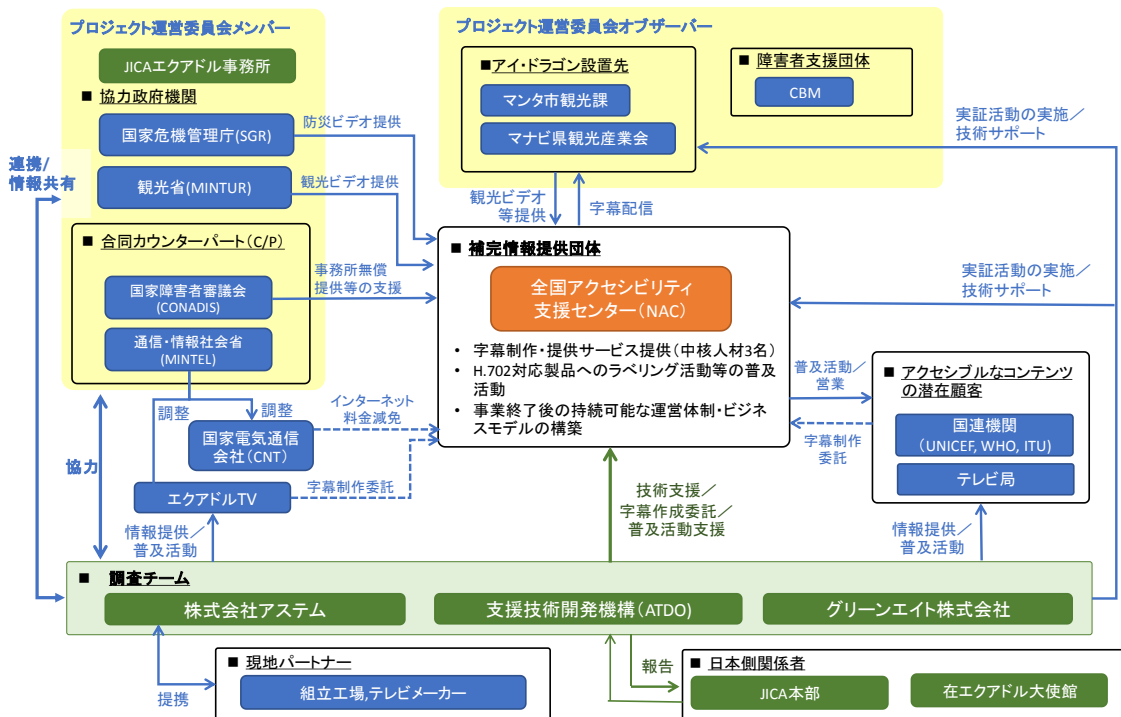 プロジェクト運営委員会メンバー
JICAエクアドル事務所
■ 協力政府機関
国家危機管理庁(SGR)
観光省(MINTUR)
■ 合同カウンターパート(C/P)
国家障害者審議会
(CONADIS)
通信・情報社会省
(MINTEL)
連携/
情報共有
防災ビデオ提供
観光ビデオ提供
事務所無償
提供等の支援
プロジェクト運営委員会オブザーバー
■アイ・ドラゴン設置先
マンタ市観光課
マナビ県観光産業会
■ 障害者支援団体
CBM
実証活動の実施/
技術サポート
観光ビデオ
等提供
字幕配信
■ 補完情報提供団体
全国アクセシビリティ
支援センター(NAC)
• 字幕制作・提供サービス提供(中核人材3名)
• H.702対応製品へのラベリング活動等の普及
活動
• 事業終了後の持続可能な運営体制・ビジネ
スモデルの構築
実証活動の実施/
技術サポート
普及活動/
営業
字幕制作
委託
■ アクセシブルなコンテンツ
の潜在顧客
国連機関
(UNICEF, WHO, ITU)
テレビ局
調整
調整
国家電気通信
会社(CNT)
インターネット
料金減免
エクアドルTV
字幕制作委託
協力
情報提供/
普及活動
技術支援/
字幕作成委託/
普及活動支援
情報提供/
普及活動
■ 調査チーム
株式会社アステム
支援技術開発機構(ATDO)
グリーンエイト株式会社
提携
■ 現地パートナー
組立工場,テレビメーカー
報告
■ 日本側関係者
JICA本部
在エクアドル大使館